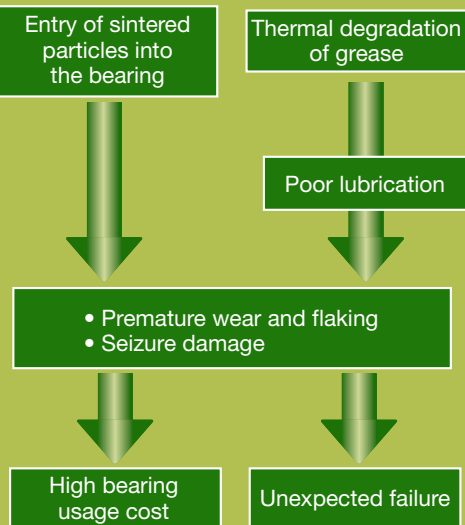 Entry of sintered
particles into
the bearing
Thermal degradation
of grease
Poor lubrication
• Premature wear and flaking
• Seizure damage
High bearing
usage cost
Unexpected failure